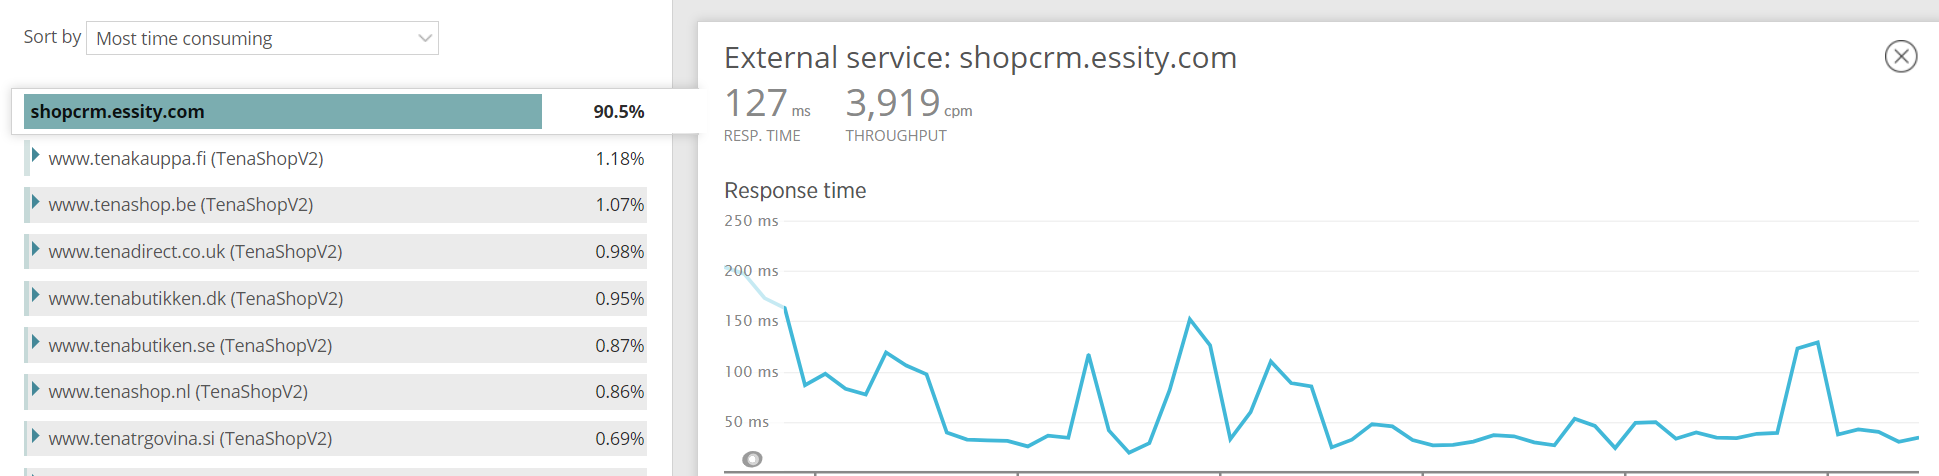 Sort by Most time consuming
shopcrm.essity.com 90.5%
www.tenakauppa.fi (TenaShopV2) 1.18%
www.tenashop.be (TenaShopV2) 1.07%
www.tenadirect.co.uk (TenaShopV2) 0.98%
www.tenabutikken.dk (TenaShopV2) 0.95%
www.tenabutiken.se (TenaShopV2) 0.87%
www.tenashop.nl (TenaShopV2) 0.86%
www.tenatrgovina.si (TenaShopV2) 0.69%
External service: shopcrm.essity.com
127 ms 3,919 cpm
RESP. TIME THROUGHPUT
Response time
250 ms
200 ms
150 ms
100 ms
50 ms